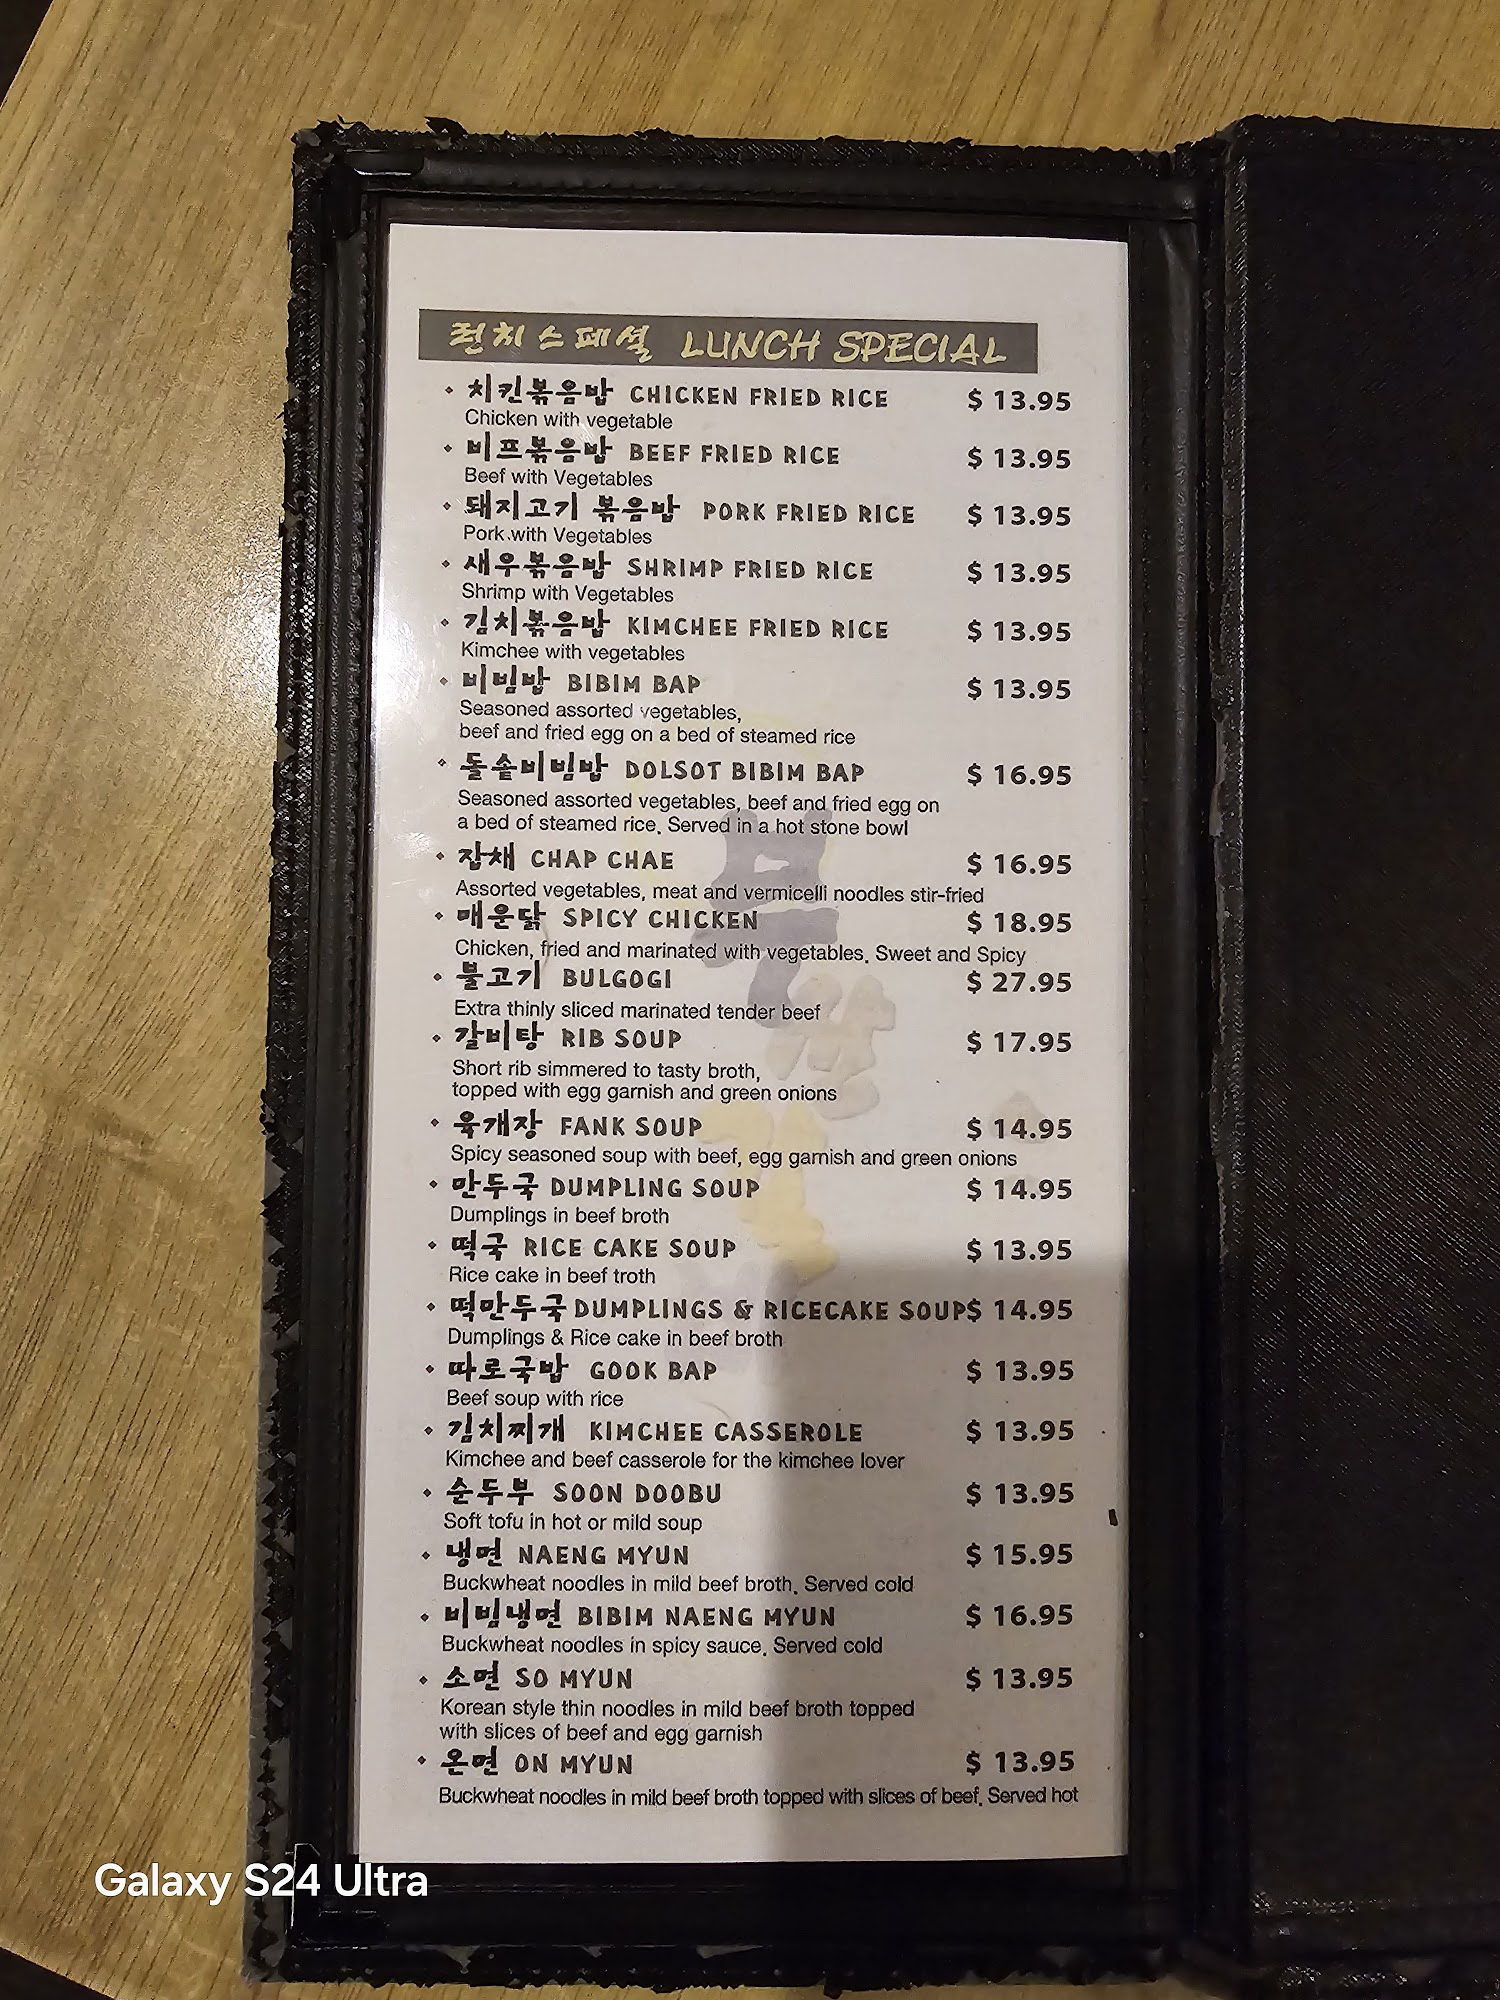 런치스페셜 LUNCH SPECIAL
치킨볶음밥 CHICKEN FRIED RICE $ 13.95
Chicken with vegetable
비프볶음밥 BEEF FRIED RICE $ 13.95
Beef with Vegetables
돼지고기 볶음밥 PORK FRIED RICE $ 13.95
Pork with Vegetables
새우볶음밥 SHRIMP FRIED RICE $ 13.95
Shrimp with Vegetables
김치볶음밥 KIMCHEE FRIED RICE $ 13.95
Kimchee with vegetables
비빔밥 BIBIM BAP $ 13.95
Seasoned assorted vegetables,
beef and fried egg on a bed of steamed rice
돌솥비빔밥 DOLSOT BIBIM BAP $ 16.95
Seasoned assorted vegetables, beef and fried egg on
a bed of steamed rice. Served in a hot stone bowl
잡채 CHAP CHAE $ 16.95
Assorted vegetables, meat and vermicelli noodles stir-fried
매운닭 SPICY CHICKEN $ 18.95
Chicken, fried and marinated with vegetables. Sweet and Spicy
불고기 BULGOGI $ 27.95
Extra thinly sliced marinated tender beef
갈비탕 RIB SOUP $ 17.95
Short rib simmered to tasty broth,
topped with egg garnish and green onions
육개장 FANK SOUP $ 14.95
Spicy seasoned soup with beef, egg garnish and green onions
만두국 DUMPLING SOUP $ 14.95
Dumplings in beef broth
떡국 RICE CAKE SOUP $ 13.95
Rice cake in beef troth
떡만두국 DUMPLINGS & RICECAKE SOUP $ 14.95
Dumplings & Rice cake in beef broth
따로국밥 GOOK BAP $ 13.95
Beef soup with rice
김치찌개 KIMCHEE CASSEROLE $ 13.95
Kimchee and beef casserole for the kimchee lover
순두부 SOON DOOBU $ 13.95
Soft tofu in hot or mild soup
냉면 NAENG MYUN $ 15.95
Buckwheat noodles in mild beef broth. Served cold
비빔냉면 BIBIM NAENG MYUN $ 16.95
Buckwheat noodles in spicy sauce. Served cold
소면 SO MYUN $ 13.95
Korean style thin noodles in mild beef broth topped
with slices of beef and egg garnish
온면 ON MYUN $ 13.95
Buckwheat noodles in mild beef broth topped with slices of beef. Served hot
Galaxy S24 Ultra